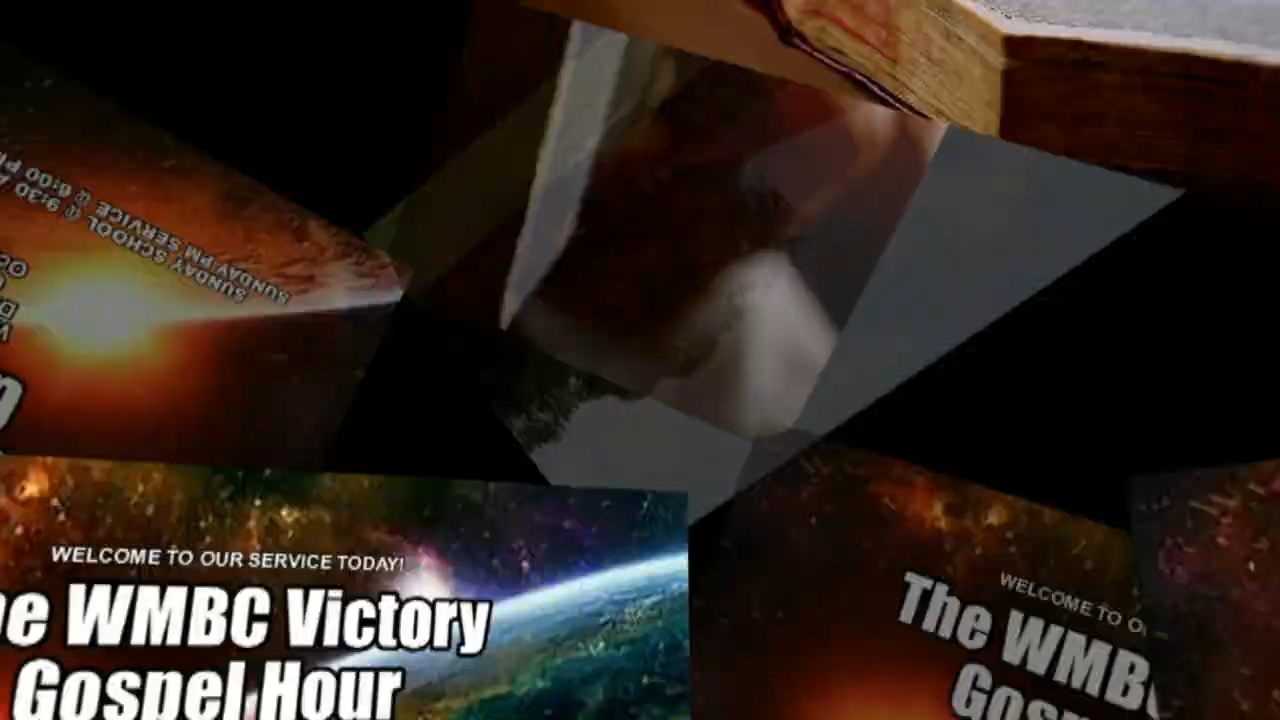 @ 6:00 P
@ 9:30 A
SUNDAY SCHOOL
SUNDAY PM SERVICE
WELCOME TO OUR SERVICE TODAY!
The WMBC Victory
Gospel Hour
WELCOME TO O
The WMB
Gosp